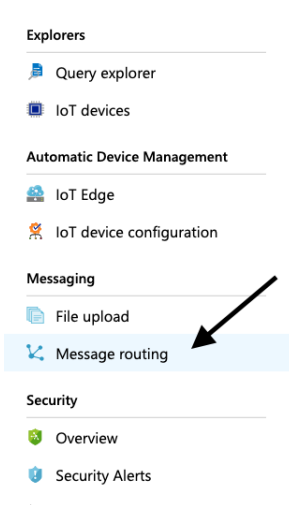 Explorers
Query explorer
IoT devices
Automatic Device Management
IoT Edge
IoT device configuration
Messaging
File upload
Message routing
Security
Overview
Security Alerts